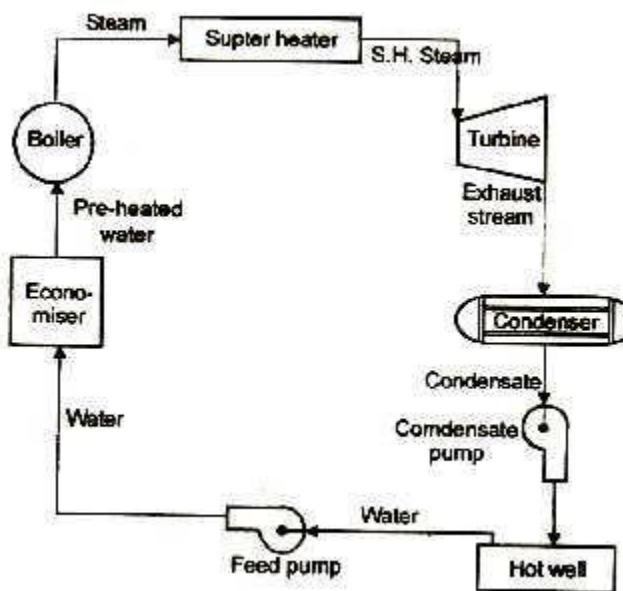 Steam
Supter heater
S.H. Steam
Boiler
Turbine
Pre-heated
water
Exhaust
stream
Econo-
miser
Condenser
Condensate
Water
Comdensate
pump
Water
Feed pump
Hot well